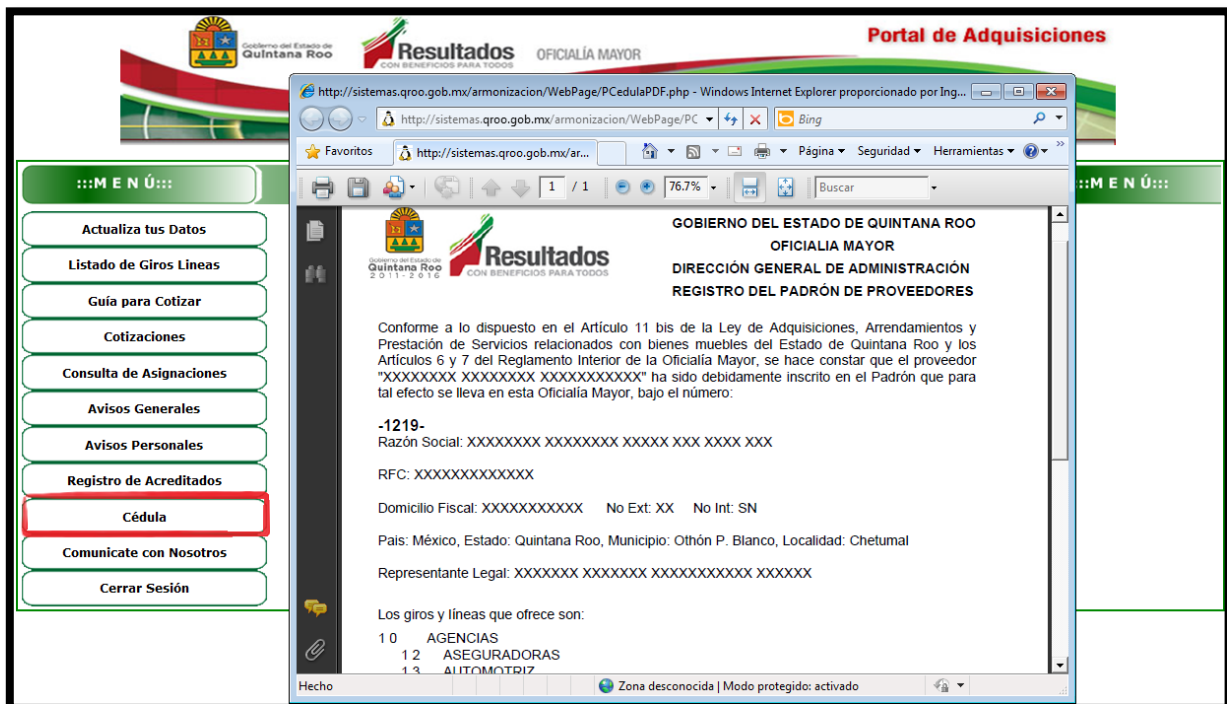 Gobierno del Estado de
Quintana Roo
Resultados
CON BENEFICIOS PARA TODOS
OFICIALÍA MAYOR
Portal de Adquisiciones
http://sistemas.qroo.gob.mx/armonizacion/WebPage/PCedulaPDF.php - Windows Internet Explorer proporcionado por Ing...
http://sistemas.qroo.gob.mx/armonizacion/WebPage/PC
Bing
Favoritos
http://sistemas.qroo.gob.mx/ar...
Página
Seguridad
Herramientas
1 / 1
76.7%
Buscar
:::M E N Ú:::
Actualiza tus Datos
Listado de Giros Lineas
Guía para Cotizar
Cotizaciones
Consulta de Asignaciones
Avisos Generales
Avisos Personales
Registro de Acreditados
Cédula
Comunicate con Nosotros
Cerrar Sesión
:::M E N Ú:::
Gobierno del Estado de
Quintana Roo
2 0 1 1 - 2 0 1 6
Resultados
CON BENEFICIOS PARA TODOS
GOBIERNO DEL ESTADO DE QUINTANA ROO
OFICIALIA MAYOR
DIRECCIÓN GENERAL DE ADMINISTRACIÓN
REGISTRO DEL PADRÓN DE PROVEEDORES
Conforme a lo dispuesto en el Artículo 11 bis de la Ley de Adquisiciones, Arrendamientos y
Prestación de Servicios relacionados con bienes muebles del Estado de Quintana Roo y los
Artículos 6 y 7 del Reglamento Interior de la Oficialía Mayor, se hace constar que el proveedor
"XXXXXXXX XXXXXXXX XXXXXXXXXXX" ha sido debidamente inscrito en el Padrón que para
tal efecto se lleva en esta Oficialía Mayor, bajo el número:
-1219-
Razón Social: XXXXXXXX XXXXXXXX XXXXX XXX XXXX XXX
RFC: XXXXXXXXXXXXX
Domicilio Fiscal: XXXXXXXXXXX No Ext: XX No Int: SN
Pais: México, Estado: Quintana Roo, Municipio: Othón P. Blanco, Localidad: Chetumal
Representante Legal: XXXXXXX XXXXXXX XXXXXXXXXXX XXXXXX
Los giros y líneas que ofrece son:
1 0 AGENCIAS
1 2 ASEGURADORAS
1 3 AUTOMOTRIZ
Hecho
Zona desconocida | Modo protegido: activado